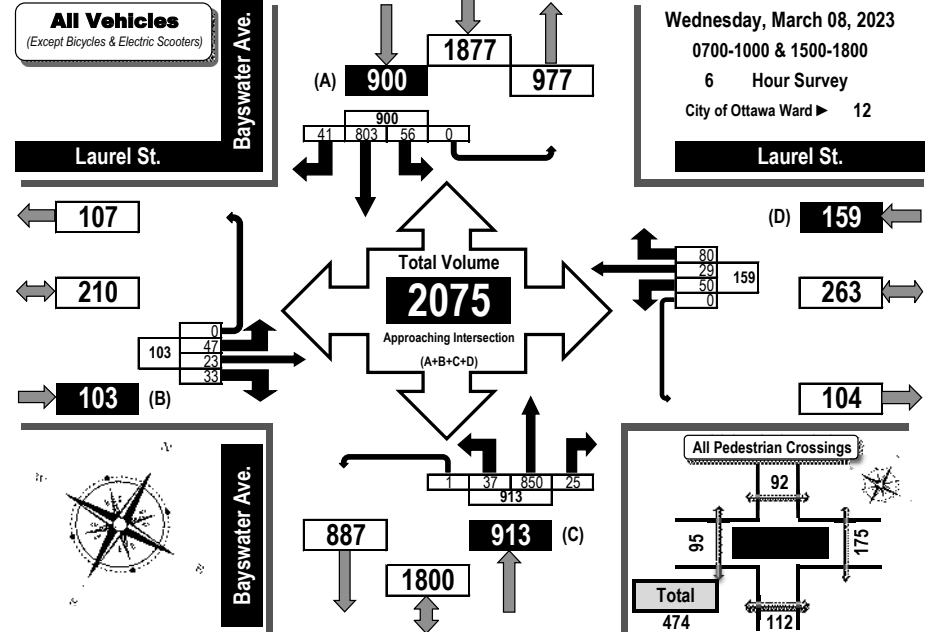 All Vehicles
(Except Bicycles & Electric Scooters)
Bayswater Ave.
Laurel St.
(A)
900
1877
977
900
41 803 56 0
Wednesday, March 08, 2023
0700-1000 & 1500-1800
6 Hour Survey
City of Ottawa Ward ► 12
Laurel St.
107
210
103
0
47
23
33
103 (B)
Total Volume
2075
Approaching Intersection
(A+B+C+D)
(D) 159
80
29
50
0
159
263
104
Bayswater Ave.
1 37 850 25
913
887
913 (C)
1800
All Pedestrian Crossings
92
95
175
112
Total
474